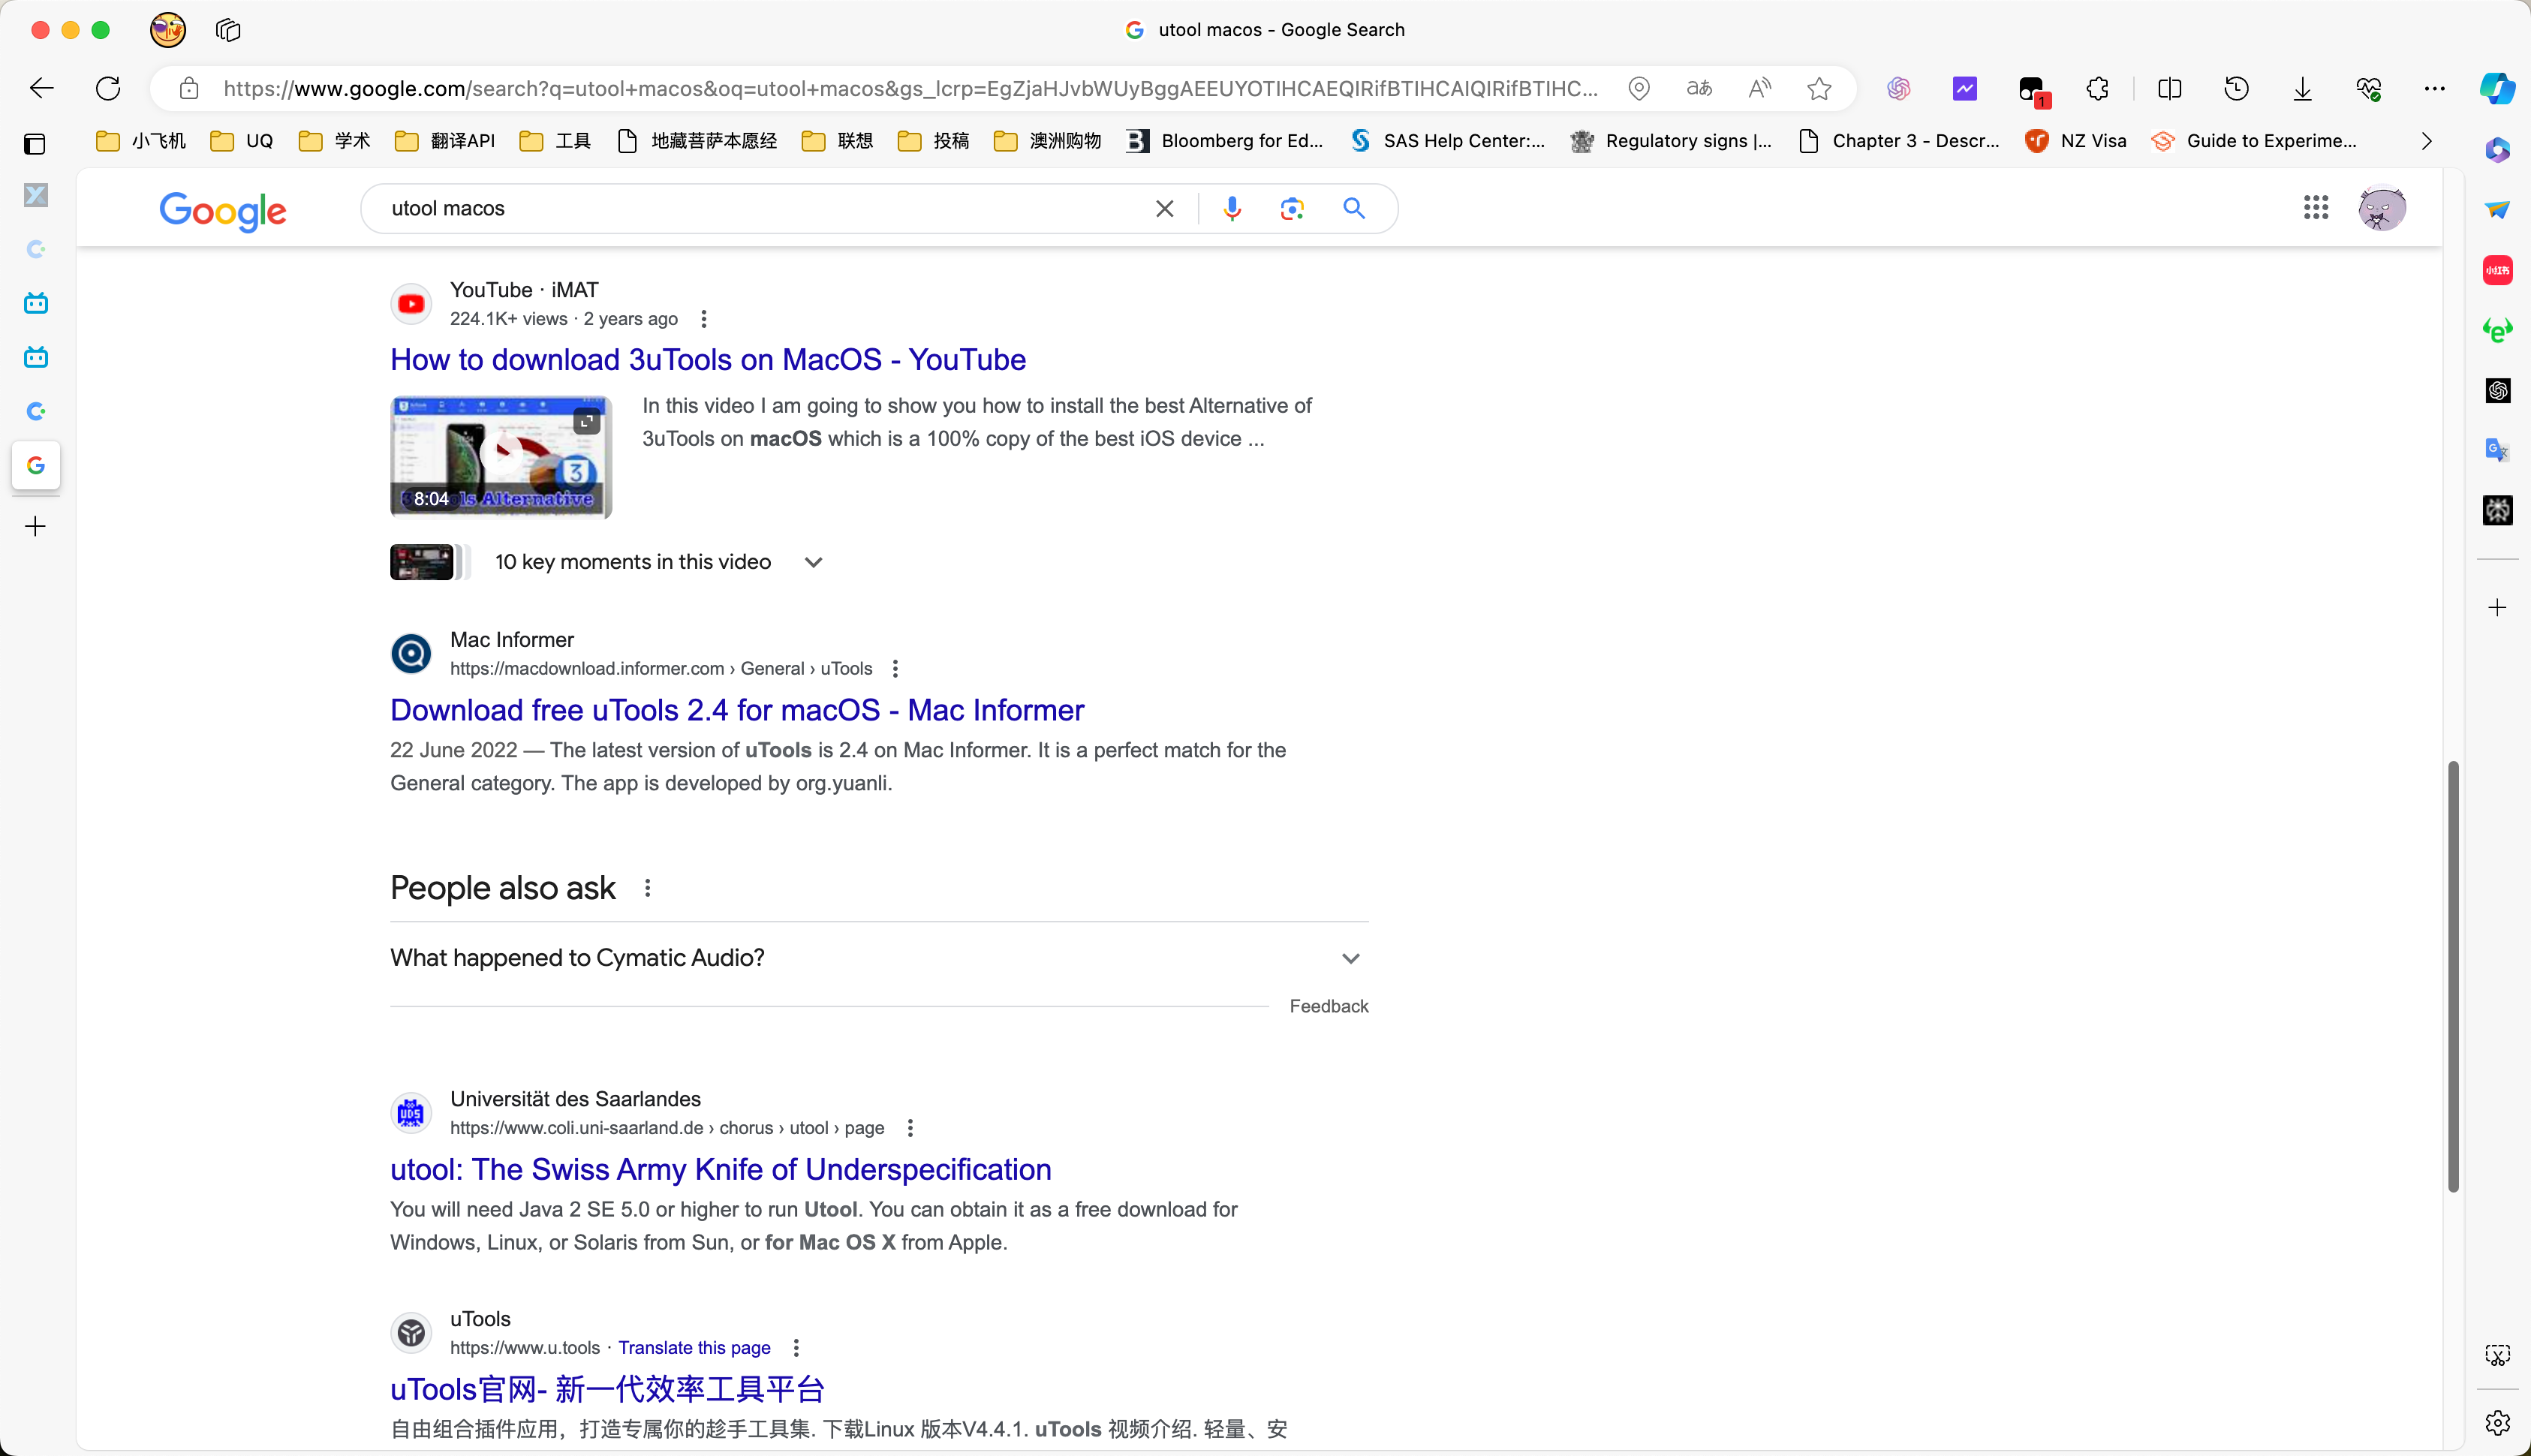 utool macos - Google Search
https://www.google.com/search?q=utool+macos&oq=utool+macos&gs_lcrp=EgZjaHJvbWUyBggAEEUYOTIHCAEQIRifBTIHCAIQIRifBTIHC...
1
小飞机 UQ 学术 翻译API 工具 地藏菩萨本愿经 联想 投稿 澳洲购物 Bloomberg for Ed... SAS Help Center:... Regulatory signs |... Chapter 3 - Descr... NZ Visa Guide to Experime...
Google
utool macos
小红书
YouTube · iMAT
224.1K+ views · 2 years ago
How to download 3uTools on MacOS - YouTube
In this video I am going to show you how to install the best Alternative of
3uTools on macOS which is a 100% copy of the best iOS device ...
8:04
ls Alternative
10 key moments in this video
Mac Informer
https://macdownload.informer.com › General › uTools
Download free uTools 2.4 for macOS - Mac Informer
22 June 2022 — The latest version of uTools is 2.4 on Mac Informer. It is a perfect match for the
General category. The app is developed by org.yuanli.
People also ask
What happened to Cymatic Audio?
Feedback
UDS
Universität des Saarlandes
https://www.coli.uni-saarland.de › chorus › utool › page
utool: The Swiss Army Knife of Underspecification
You will need Java 2 SE 5.0 or higher to run Utool. You can obtain it as a free download for
Windows, Linux, or Solaris from Sun, or for Mac OS X from Apple.
uTools
https://www.u.tools · Translate this page
uTools官网- 新一代效率工具平台
自由组合插件应用，打造专属你的趁手工具集. 下载Linux 版本V4.4.1. uTools 视频介绍. 轻量、安